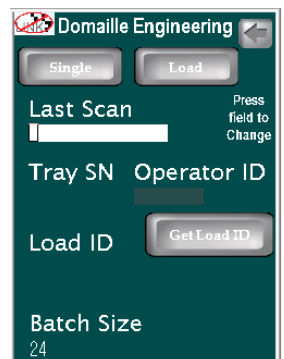 LINKS Domaille Engineering
Single Load
Last Scan
Press
field to
Change
Tray SN Operator ID
Load ID Get Load ID
Batch Size
24